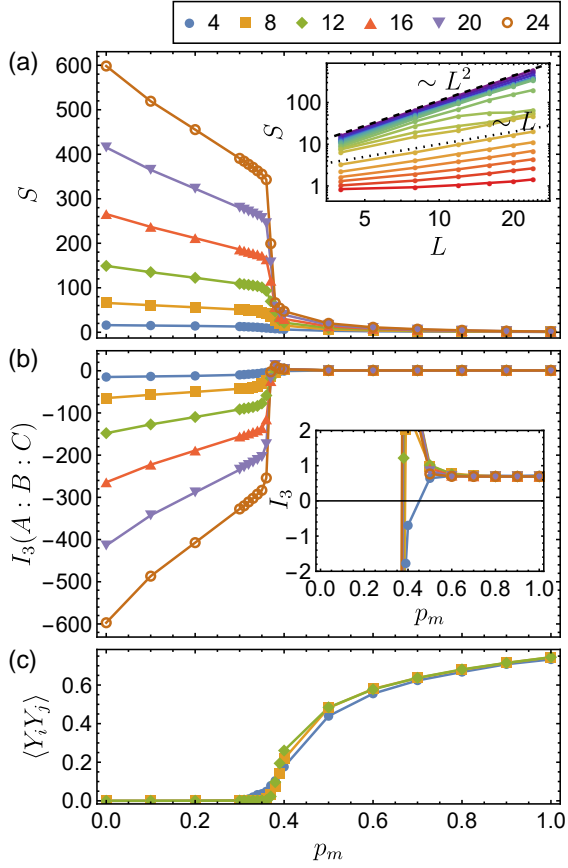 4 8 12 16 20 24
(a)
600
500
400
300
200
100
0
S
~ L²
~ L
100
10
1
S
5 10 20
L
(b)
0
-100
-200
-300
-400
-500
-600
I₃(A : B : C)
2
1
0
-1
-2
I₃
0.0 0.2 0.4 0.6 0.8 1.0
pₘ
(c)
0.6
0.4
0.2
0.0
⟨YᵢYⱼ⟩
0.0 0.2 0.4 0.6 0.8 1.0
pₘ